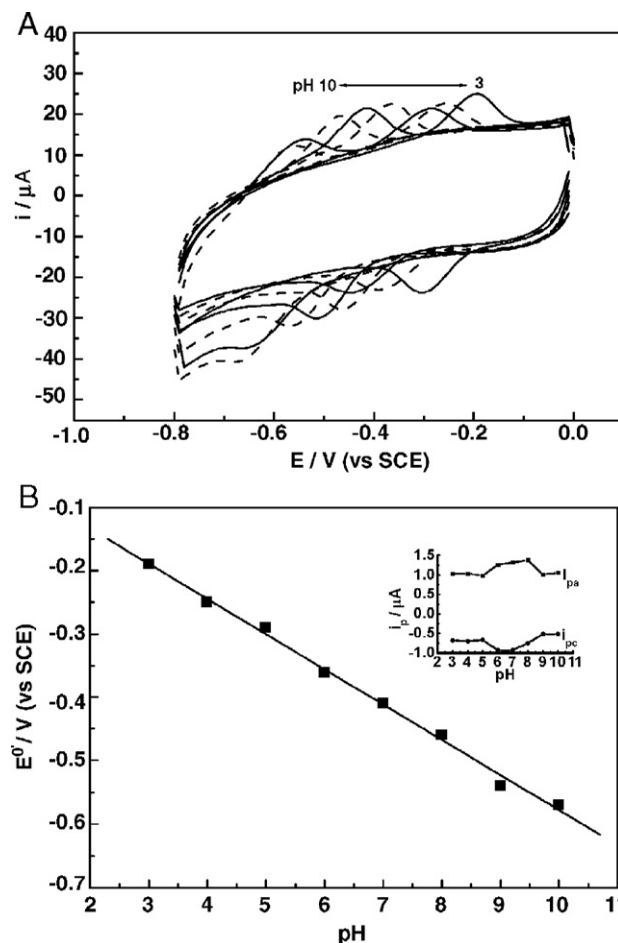 A
40
30
20
10
0
-10
-20
-30
-40
-50
i / µA
pH 10
3
-1.0 -0.8 -0.6 -0.4 -0.2 0.0
E / V (vs SCE)
B
-0.1
-0.2
-0.3
-0.4
-0.5
-0.6
-0.7
E0'/ V (vs SCE)
1.5
1.0
0.5
0.0
-0.5
-1.0
ip/ µA
Ipa
ipc
2 3 4 5 6 7 8 9 10 11
pH
2 3 4 5 6 7 8 9 10 11
pH